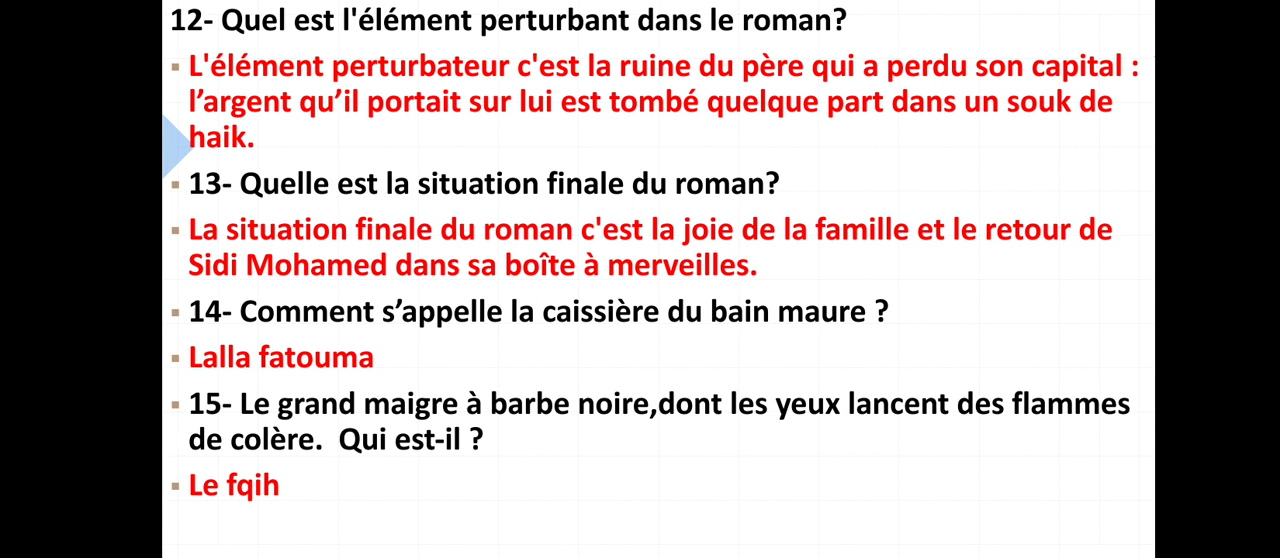 12- Quel est l'élément perturbant dans le roman?
▪ L'élément perturbateur c'est la ruine du père qui a perdu son capital :
l’argent qu’il portait sur lui est tombé quelque part dans un souk de
haik.
▪ 13- Quelle est la situation finale du roman?
▪ La situation finale du roman c'est la joie de la famille et le retour de
Sidi Mohamed dans sa boîte à merveilles.
▪ 14- Comment s’appelle la caissière du bain maure ?
▪ Lalla fatouma
▪ 15- Le grand maigre à barbe noire,dont les yeux lancent des flammes
de colère.  Qui est-il ?
▪ Le fqih